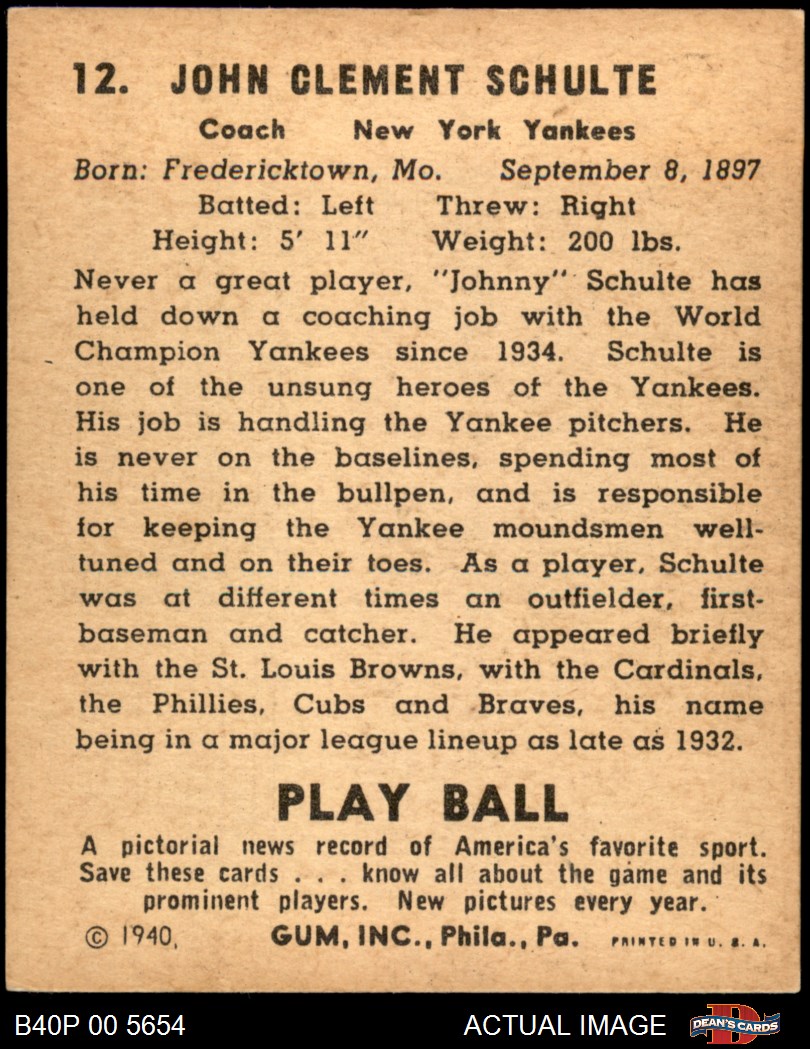 12. JOHN CLEMENT SCHULTE
Coach New York Yankees
Born: Fredericktown, Mo. September 8, 1897
Batted: Left Threw: Right
Height: 5' 11" Weight: 200 lbs.
Never a great player, "Johnny" Schulte has
held down a coaching job with the World
Champion Yankees since 1934. Schulte is
one of the unsung heroes of the Yankees.
His job is handling the Yankee pitchers. He
is never on the baselines, spending most of
his time in the bullpen, and is responsible
for keeping the Yankee moundsmen well-
tuned and on their toes. As a player, Schulte
was at different times an outfielder, first-
baseman and catcher. He appeared briefly
with the St. Louis Browns, with the Cardinals,
the Phillies, Cubs and Braves, his name
being in a major league lineup as late as 1932.
PLAY BALL
A pictorial news record of America's favorite sport.
Save these cards . . . know all about the game and its
prominent players. New pictures every year.
© 1940, GUM, INC., Phila., Pa. PRINTED IN U. S. A.
B40P 00 5654 ACTUAL IMAGE D DEAN'S CARDS